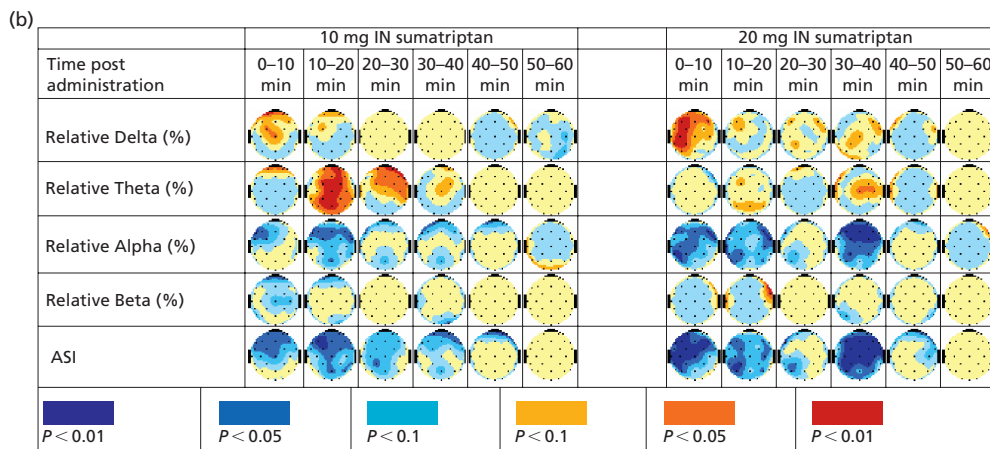 (b)
10 mg IN sumatriptan 20 mg IN sumatriptan
Time post 0–10 10–20 20–30 30–40 40–50 50–60 0–10 10–20 20–30 30–40 40–50 50–60
administration min min min min min min min min min min min min
Relative Delta (%)
Relative Theta (%)
Relative Alpha (%)
Relative Beta (%)
ASI
P < 0.01 P < 0.05 P < 0.1 P < 0.1 P < 0.05 P < 0.01